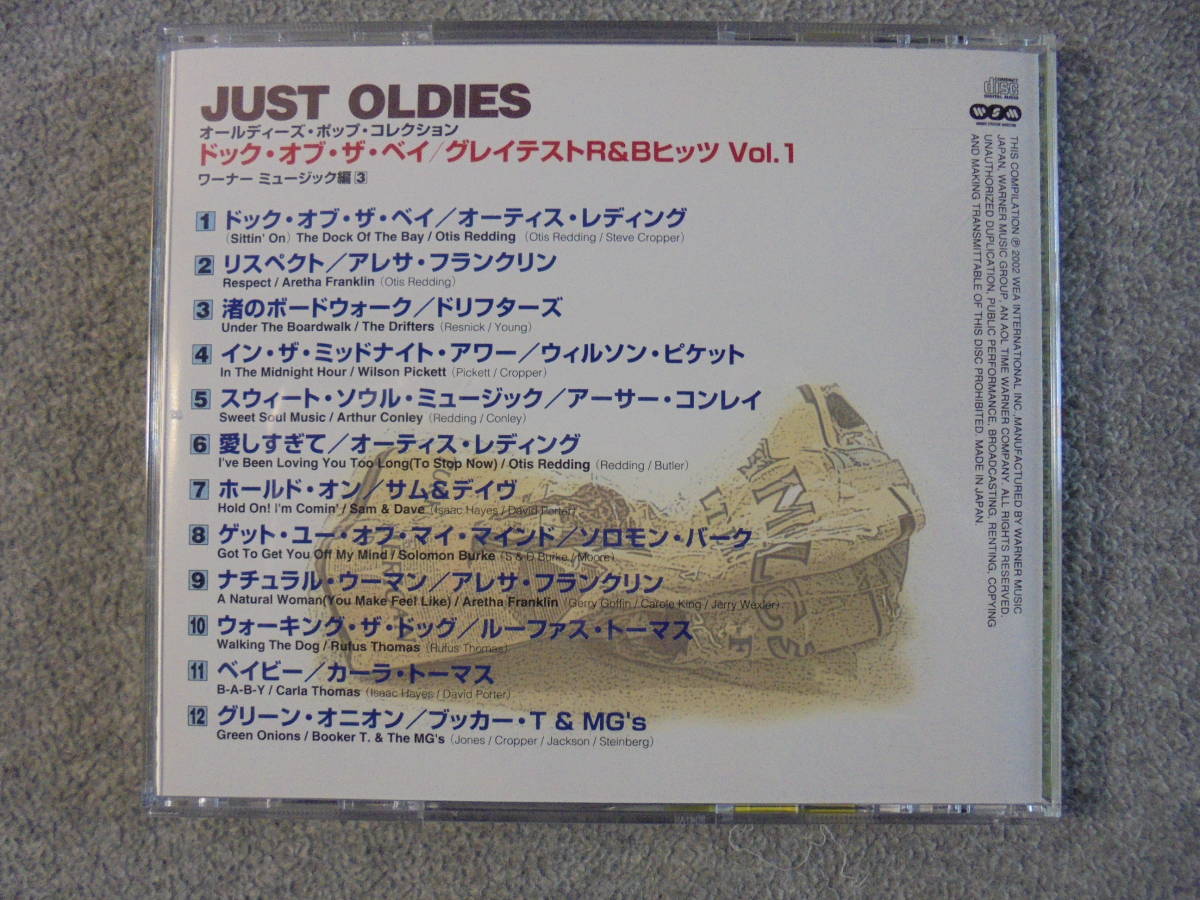 JUST OLDIES
オールディーズ・ポップ・コレクション
ドック・オブ・ザ・ベイ/グレイテストR&Bヒッツ Vol.1
ワーナー ミュージック編3
1 ドック・オブ・ザ・ベイ/オーティス・レディング
(Sittin' On) The Dock Of The Bay / Otis Redding (Otis Redding / Steve Cropper)
2 リスペクト/アレサ・フランクリン
Respect / Aretha Franklin (Otis Redding)
3 渚のボードウォーク/ドリフターズ
Under The Boardwalk / The Drifters (Resnick / Young)
4 イン・ザ・ミッドナイト・アワー/ウィルソン・ピケット
In The Midnight Hour / Wilson Pickett (Pickett / Cropper)
5 スウィート・ソウル・ミュージック/アーサー・コンレイ
Sweet Soul Music / Arthur Conley (Redding / Conley)
6 愛しすぎて/オーティス・レディング
I've Been Loving You Too Long(To Stop Now) / Otis Redding (Redding / Butler)
7 ホールド・オン/サム&デイヴ
Hold On! I'm Comin' / Sam & Dave (Isaac Hayes / David Porter)
8 ゲット・ユー・オフ・マイ・マインド/ソロモン・バーク
Got To Get You Off My Mind / Solomon Burke (S & D Burke / Moore)
9 ナチュラル・ウーマン/アレサ・フランクリン
A Natural Woman(You Make Feel Like) / Aretha Franklin (Gerry Goffin / Carole King / Jerry Wexler)
10 ウォーキング・ザ・ドッグ/ルーファス・トーマス
Walking The Dog / Rufus Thomas (Rufus Thomas)
11 ベイビー/カーラ・トーマス
B-A-B-Y / Carla Thomas (Isaac Hayes / David Porter)
12 グリーン・オニオン/ブッカー・T & MG's
Green Onions / Booker T. & The MG's (Jones / Cropper / Jackson / Steinberg)
COMPACT
disc
DIGITAL AUDIO
WSM
THIS COMPILATION ℗ 2002 WEA INTERNATIONAL INC. MANUFACTURED BY WARNER MUSIC
JAPAN, WARNER MUSIC GROUP, AN AOL TIME WARNER COMPANY. ALL RIGHTS RESERVED.
UNAUTHORIZED DUPLICATION, PUBLIC PERFORMANCE, BROADCASTING, RENTING, COPYING
AND MAKING TRANSMITTABLE OF THIS DISC PROHIBITED. MADE IN JAPAN.